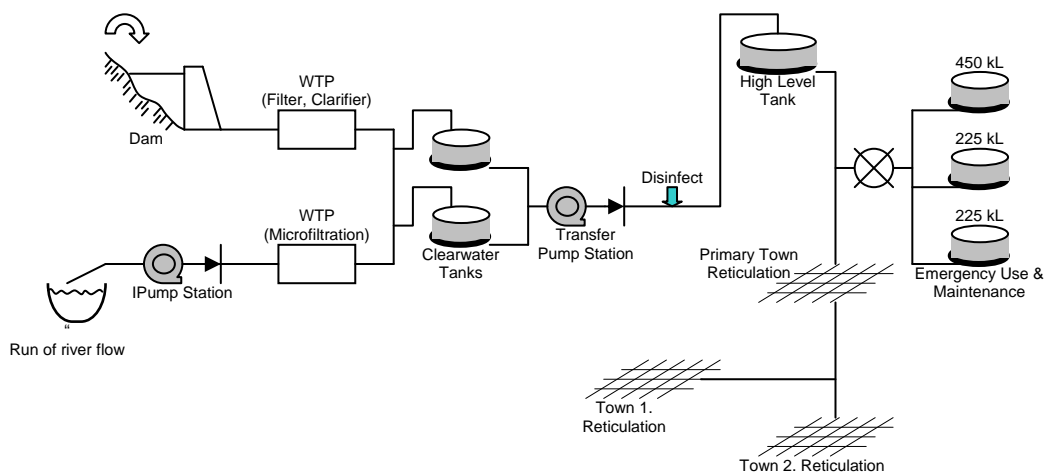 WTP
(Filter, Clarifier)
Dam
WTP
(Microfiltration)
IPump Station
“
Run of river flow
Clearwater
Tanks
Transfer
Pump Station
Disinfect
High Level
Tank
450 kL
225 kL
225 kL
Emergency Use &
Maintenance
Primary Town
Reticulation
Town 1.
Reticulation
Town 2. Reticulation